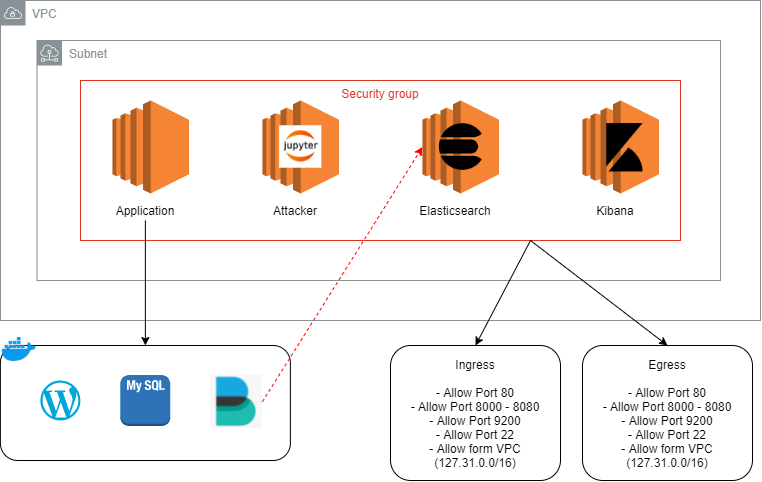 VPC
Subnet
Security group
jupyter
Application
Attacker
Elasticsearch
Kibana
My SQL
Ingress
- Allow Port 80
- Allow Port 8000 - 8080
- Allow Port 9200
- Allow Port 22
- Allow form VPC
(127.31.0.0/16)
Egress
- Allow Port 80
- Allow Port 8000 - 8080
- Allow Port 9200
- Allow Port 22
- Allow form VPC
(127.31.0.0/16)